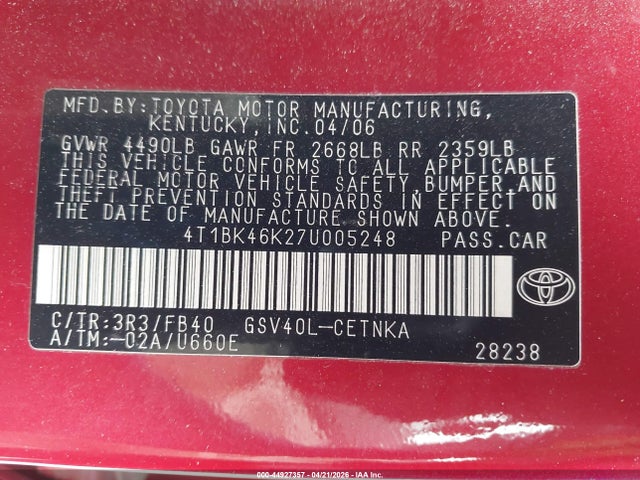 MFD.BY:TOYOTA MOTOR MANUFACTURING,
KENTUCKY, INC. 04/06
GVWR 4490LB GAWR FR 2668LB RR 2359LB
THIS VEHICLE CONFORMS TO ALL APPLICABLE
FEDERAL MOTOR VEHICLE SAFETY, BUMPER, AND
THEFT PREVENTION STANDARDS IN EFFECT ON
THE DATE OF MANUFACTURE SHOWN ABOVE.
4T1BK46K27U005248 PASS.CAR
C/TR:3R3/FB40 GSV40L-CETNKA
A/TM:-02A/U660E
28238
TOYOTA
000-44927357 - 04/21/2026 - IAA Inc.